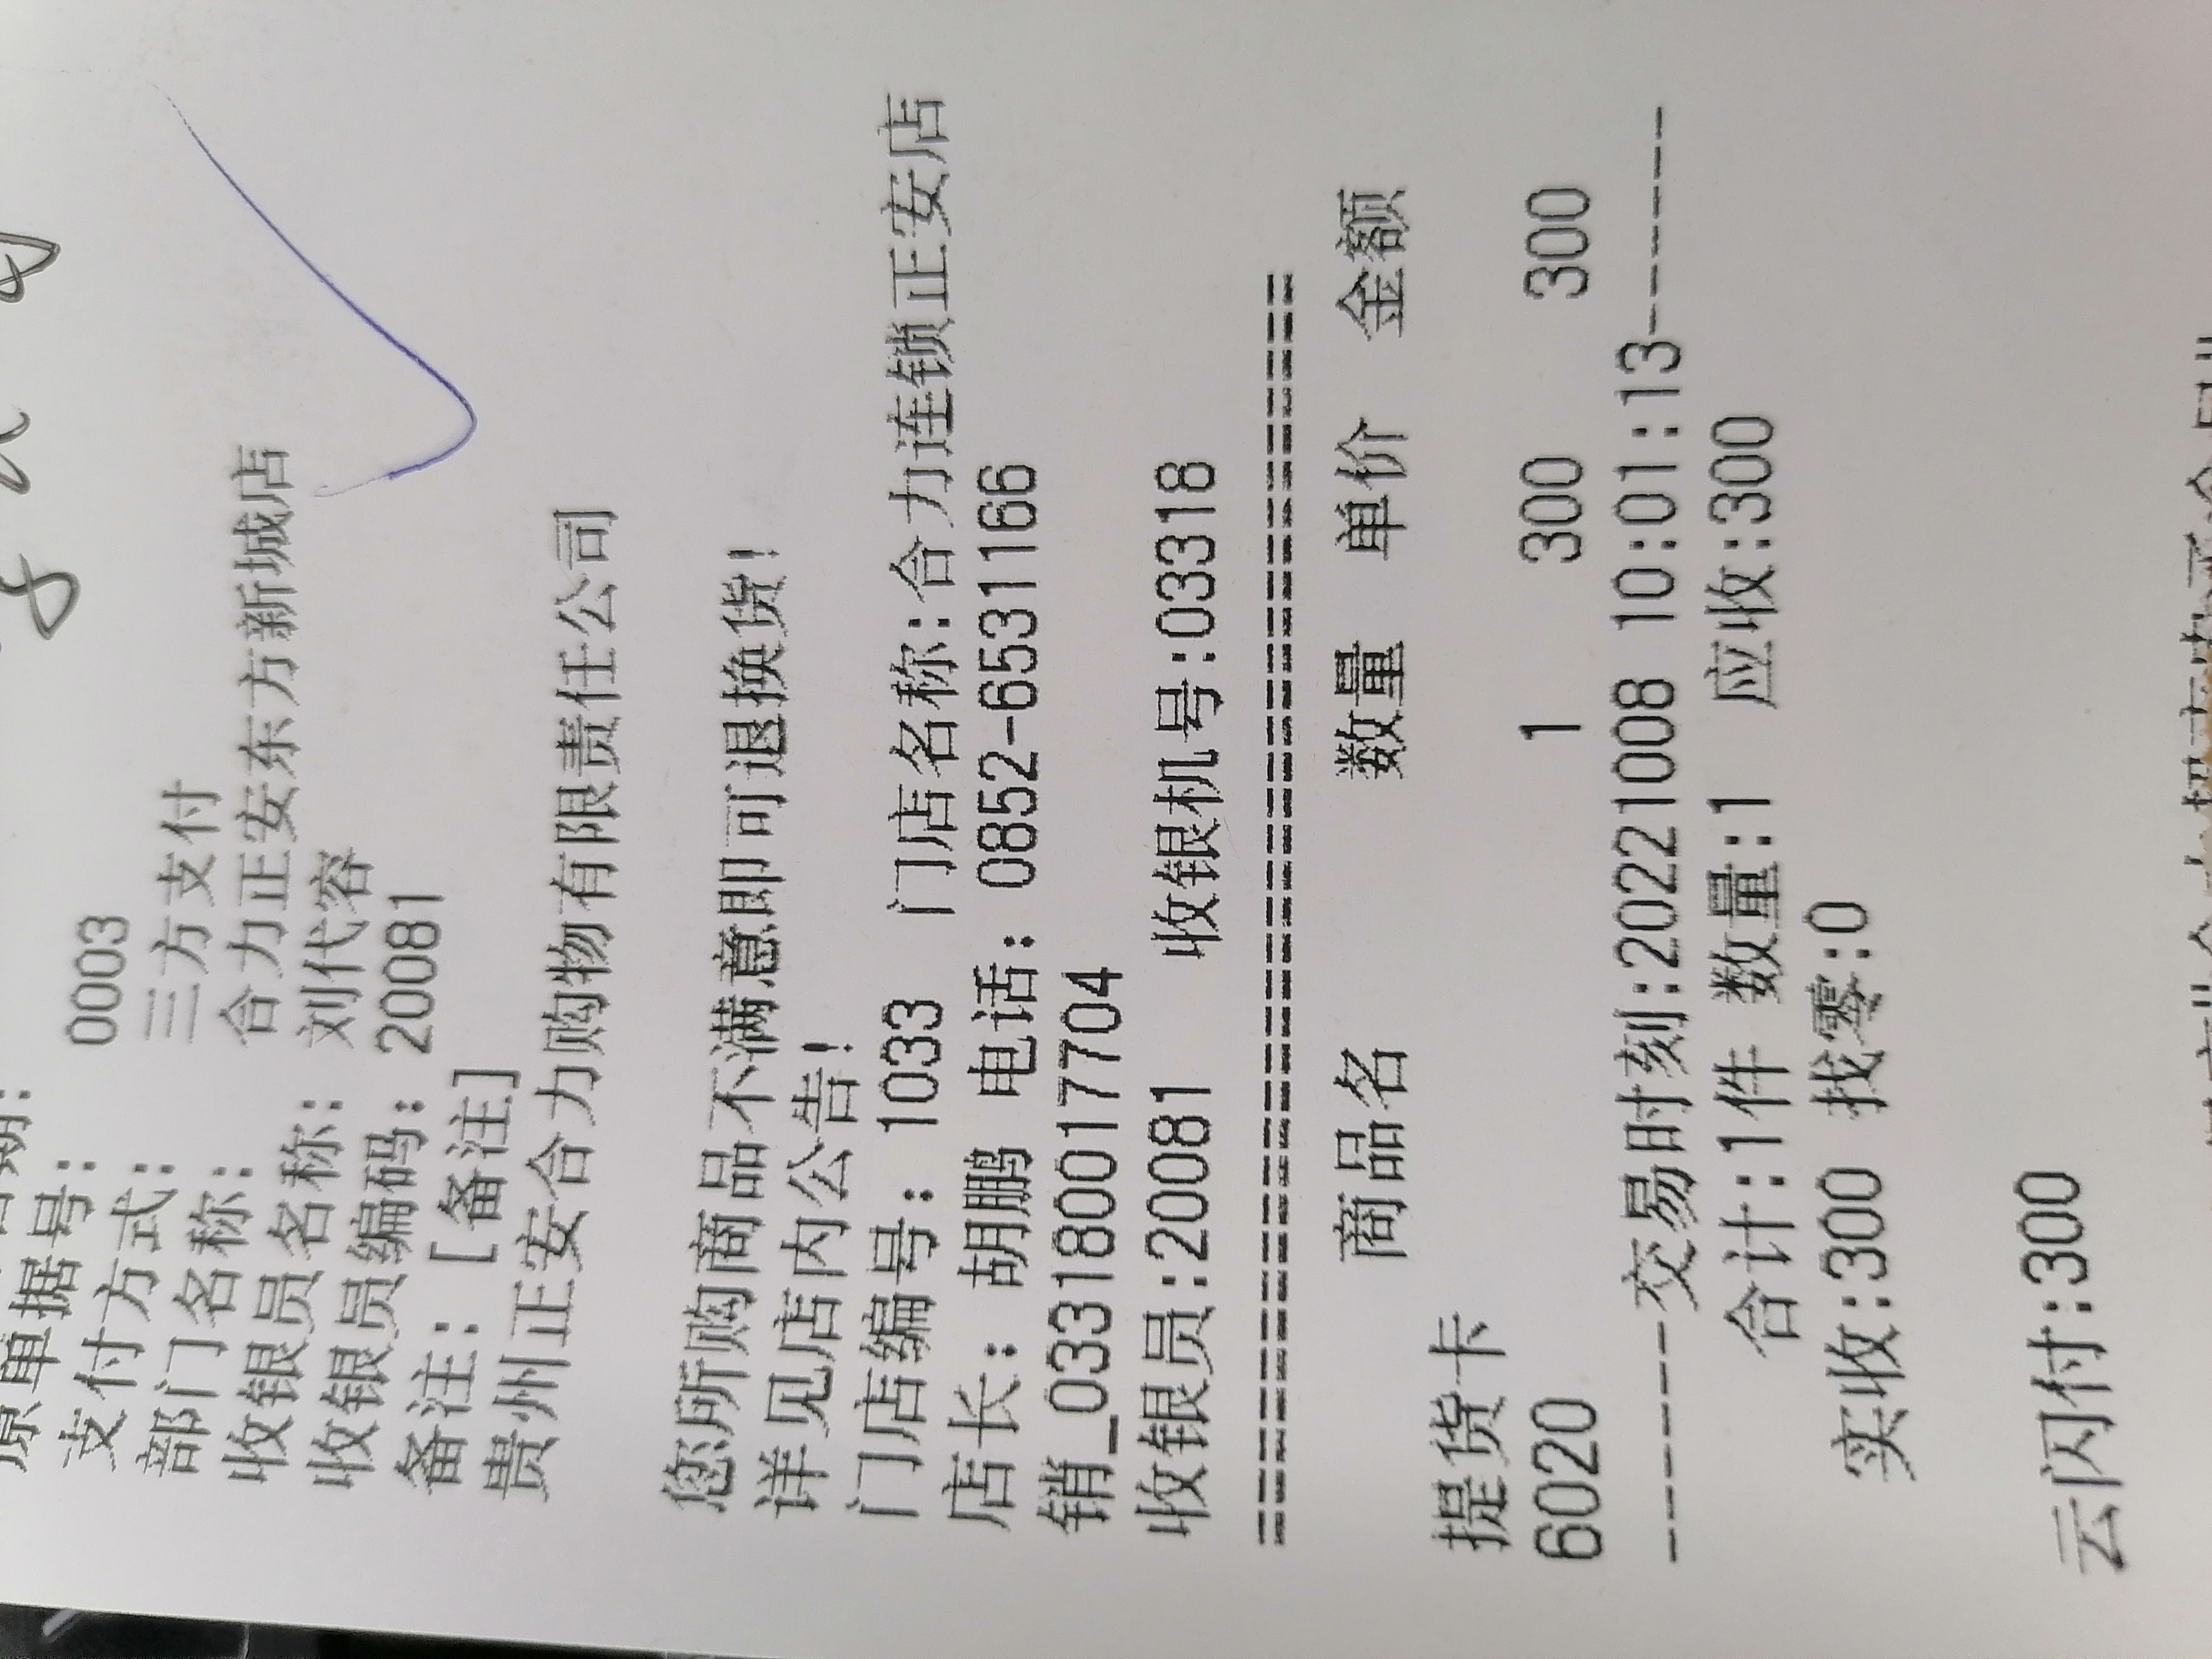 原单据号： 0003
支付方式： 三方支付
部门名称： 合力正安东方新城店
收银员名称： 刘代容
收银员编码： 20081
备注： [备注]
贵州正安合力购物有限责任公司
您所购商品不满意即可退换货！
详见店内公告！
门店编号： 1033 门店名称：合力连锁正安店
店长： 胡鹏 电话： 0852-6531166
销_033180017704
收银员:20081 收银机号:03318
商品名 数量 单价 金额
提货卡
6020 1 300 300
------交易时刻:20221008 10:01:13------
合计:1件 数量:1 应收:300
实收:300 找零:0
云闪付:300